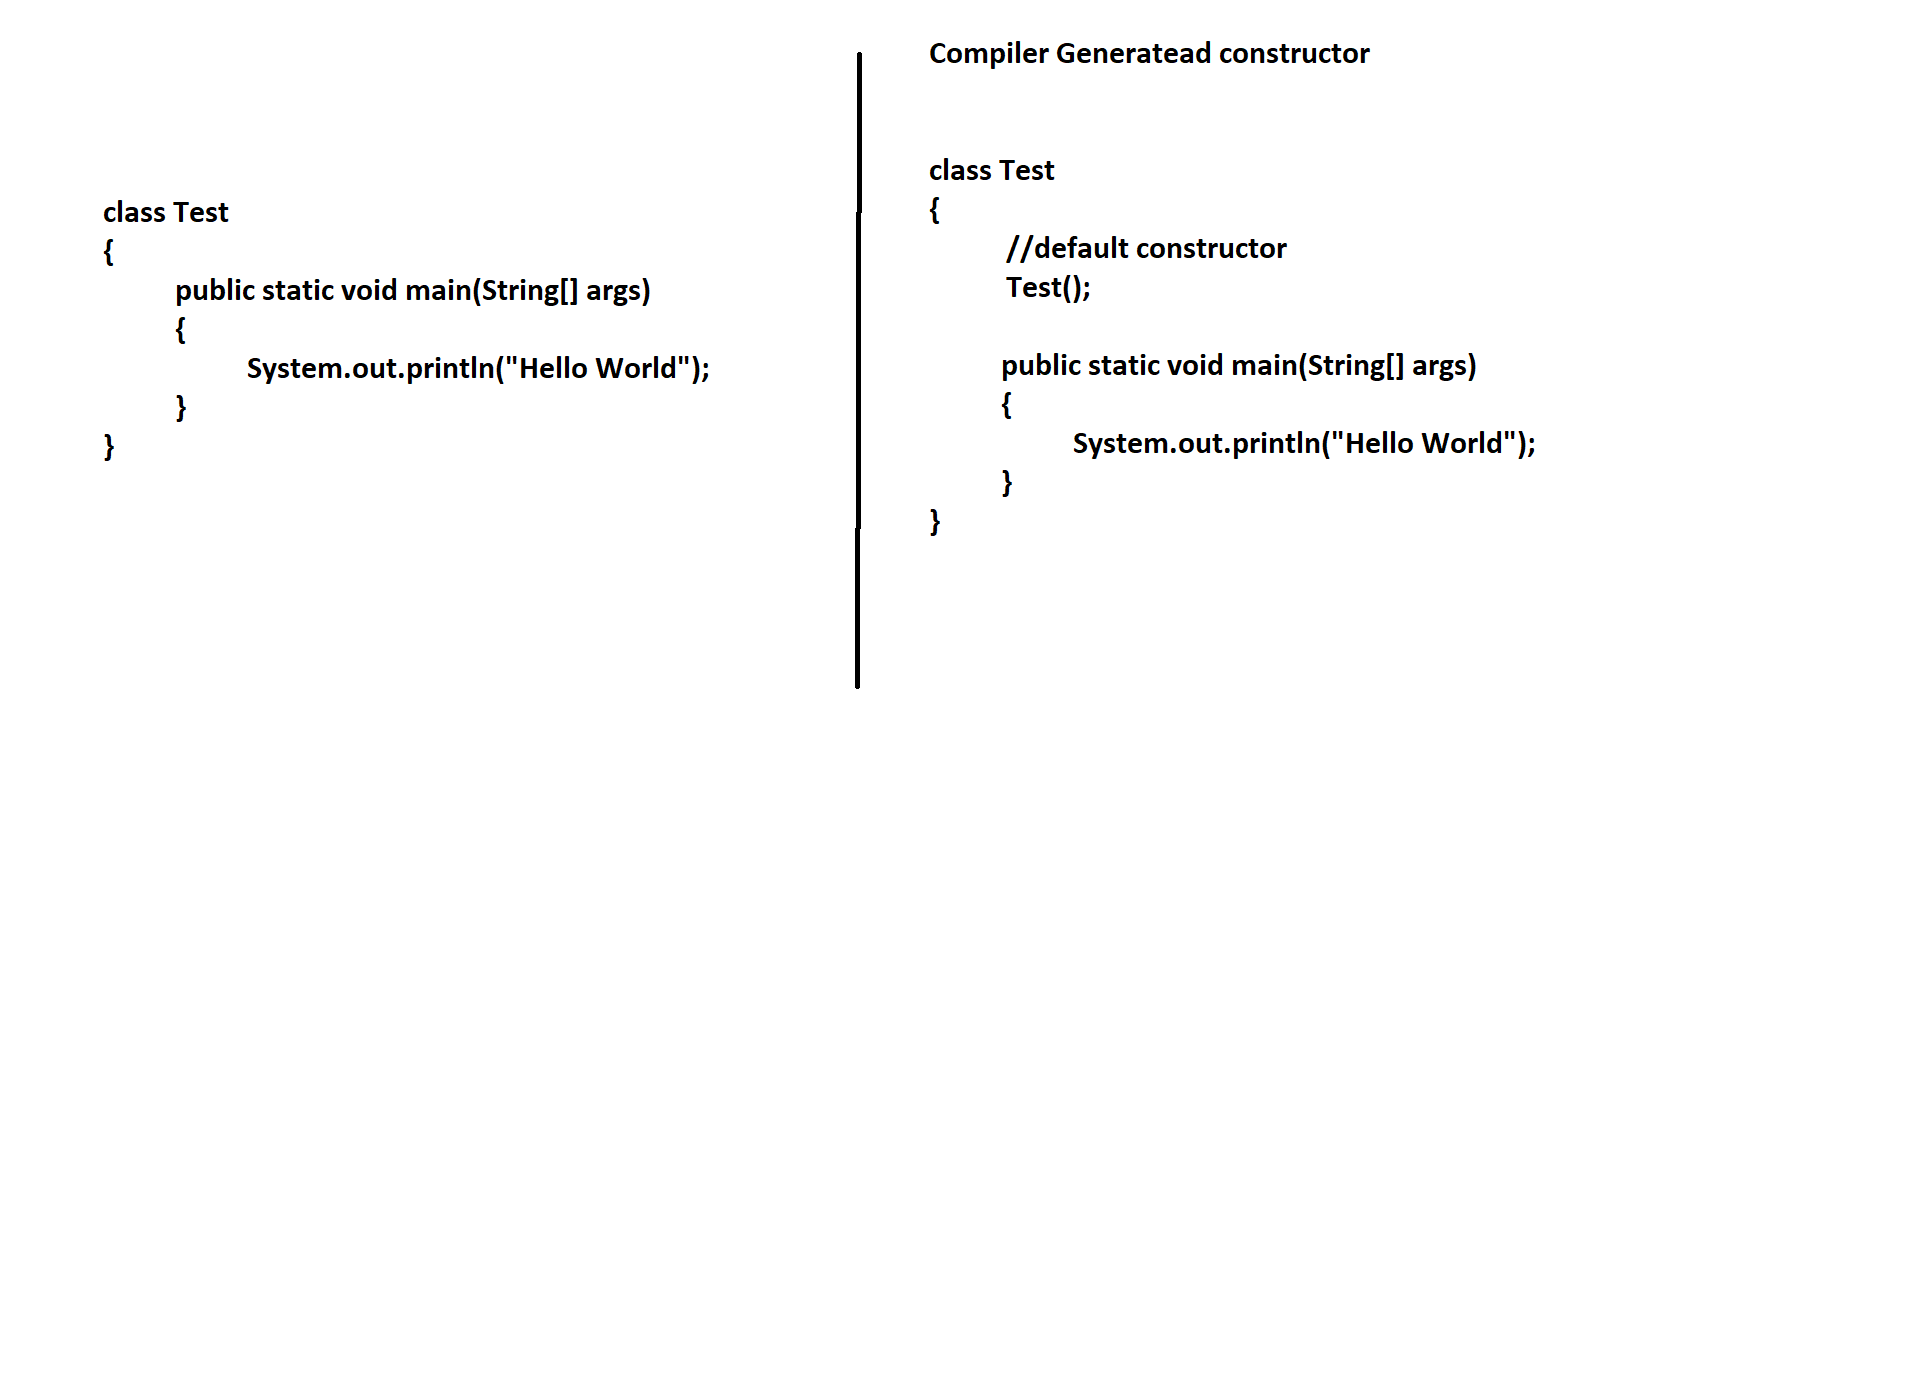 class Test
{
public static void main(String[] args)
{
System.out.println("Hello World");
}
}
Compiler Generatead constructor
class Test
{
//default constructor
Test();
public static void main(String[] args)
{
System.out.println("Hello World");
}
}